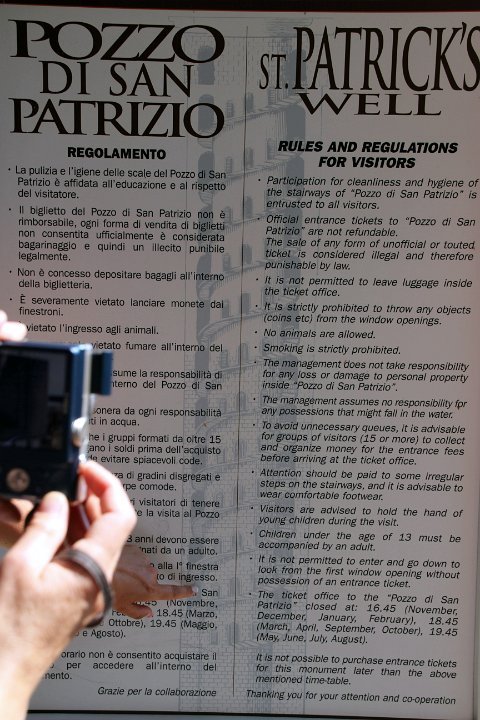 POZZO
DI SAN
PATRIZIO
REGOLAMENTO
· La pulizia e l'igiene delle scale del Pozzo di San
Patrizio è affidata all'educazione e al rispetto
del visitatore.
· Il biglietto del Pozzo di San Patrizio non è
rimborsabile, ogni forma di vendita di biglietti
non consentita ufficialmente è considerata
bagarinaggio e quindi un illecito punibile
legalmente.
· Non è concesso depositare bagagli all'interno
della biglietteria.
· È severamente vietato lanciare monete dai
finestroni.
vietato l'ingresso agli animali.
vietato fumare all'interno del
sume la responsabilità di
nterno del Pozzo di San
sonera da ogni responsabilità
ti in acqua.
he i gruppi formati da oltre 15
ano i soldi prima dell'acquisto
evitare spiacevoli code.
za di gradini disgregati e
rpe comode.
ri visitatori di tenere
e la visita al Pozzo
3 anni devono essere
nati da un adulto.
alla I° finestra
to di ingresso.
San
(Novembre,
18.45 (Marzo,
Ottobre), 19.45 (Maggio,
e Agosto).
orario non è consentito acquistare il
per accedere all'interno del
mento.
Grazie per la collaborazione
ST. PATRICK'S
WELL
RULES AND REGULATIONS
FOR VISITORS
· Participation for cleanliness and hygiene of
the stairways of "Pozzo di San Patrizio" is
entrusted to all visitors.
· Official entrance tickets to "Pozzo di San
Patrizio" are not refundable.
The sale of any form of unofficial or touted
ticket is considered illegal and therefore
punishable by law.
· It is not permitted to leave luggage inside
the ticket office.
· It is strictly prohibited to throw any objects
(coins etc) from the window openings.
· No animals are allowed.
· Smoking is strictly prohibited.
· The management does not take responsibility
for any loss or damage to personal property
inside "Pozzo di San Patrizio".
· The management assumes no responsibility for
any possessions that might fall in the water.
· To avoid unnecessary queues, it is advisable
for groups of visitors (15 or more) to collect
and organize money for the entrance fees
before arriving at the ticket office.
· Attention should be paid to some irregular
steps on the stairways, and it is advisable to
wear comfortable footwear.
· Visitors are advised to hold the hand of
young children during the visit.
· Children under the age of 13 must be
accompanied by an adult.
· It is not permitted to enter and go down to
look from the first window opening without
possession of an entrance ticket.
· The ticket office to the "Pozzo di San
Patrizio" closed at: 16.45 (November,
December, January, February), 18.45
(March, April, September, October), 19.45
(May, June, July, August).
It is not possible to purchase entrance tickets
for this monument later than the above
mentioned time-table.
Thanking you for your attention and co-operation